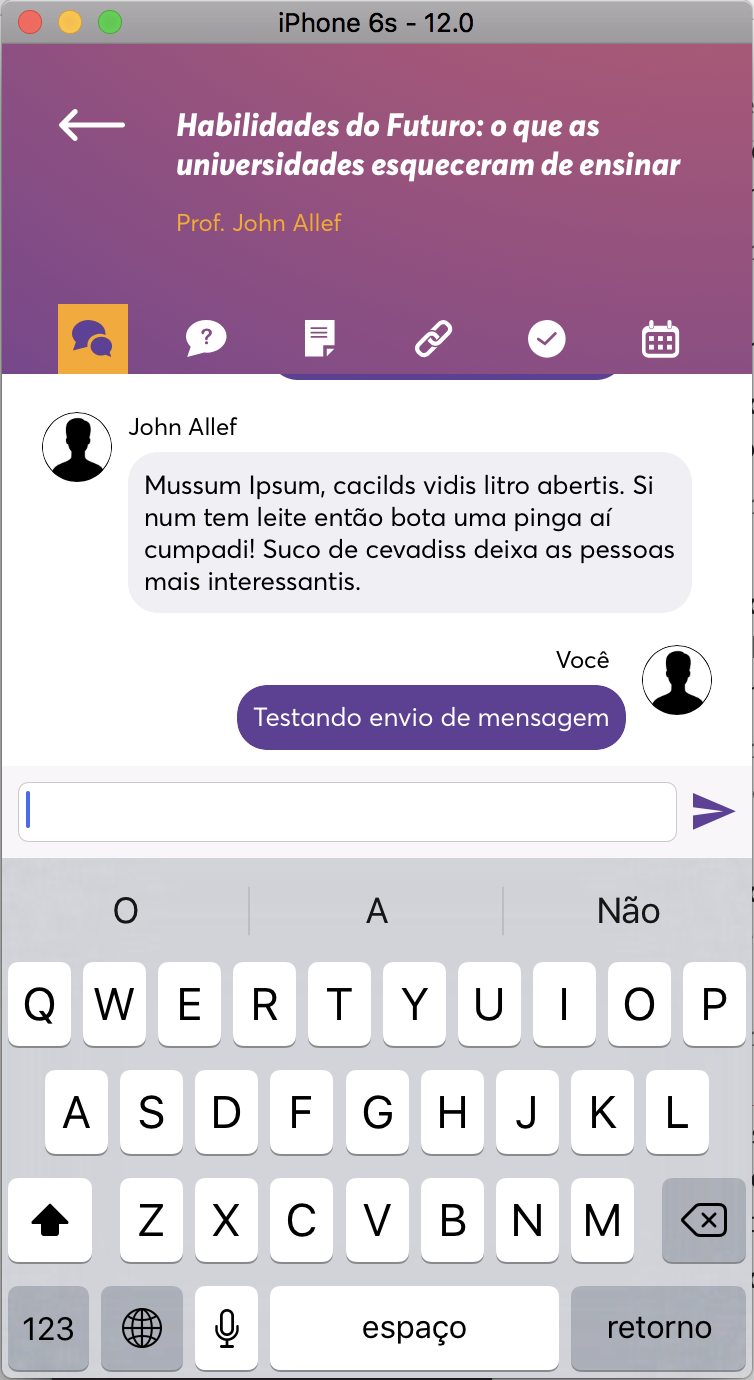 iPhone 6s - 12.0
Habilidades do Futuro: o que as
universidades esqueceram de ensinar
Prof. John Allef
?
John Allef
Mussum Ipsum, cacilds vidis litro abertis. Si
num tem leite então bota uma pinga aí
cumpadi! Suco de cevadiss deixa as pessoas
mais interessantis.
Você
Testando envio de mensagem
O A Não
Q W E R T Y U I O P
A S D F G H J K L
Z X C V B N M
123 espaço retorno